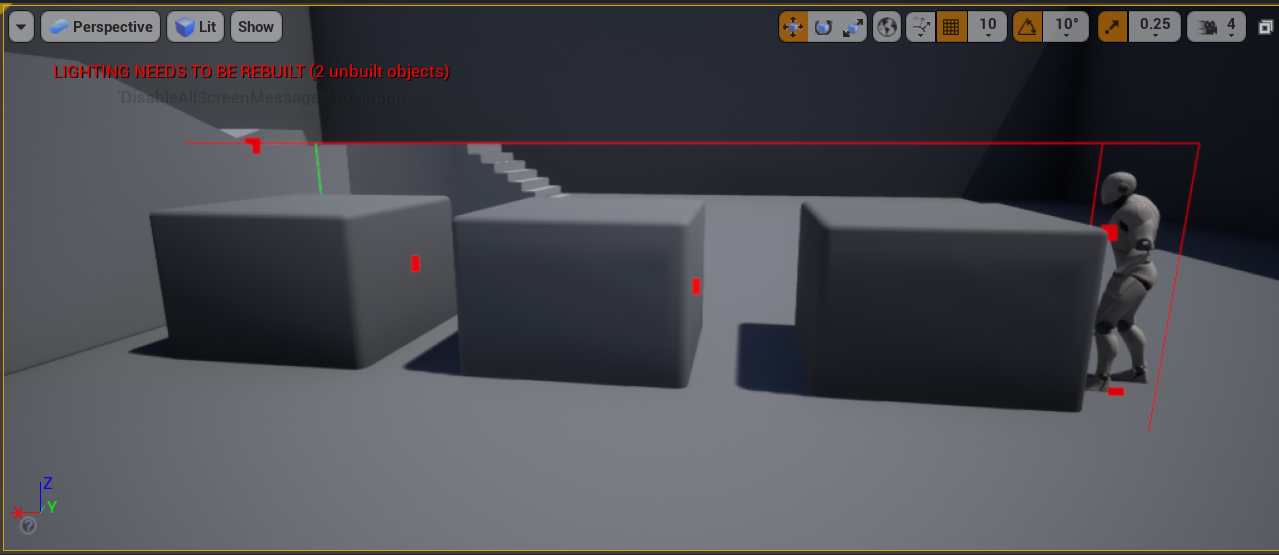 Perspective
Lit
Show
10
10°
0.25
4
LIGHTING NEEDS TO BE REBUILT (2 unbuilt objects)
'DisableAllScreenMessages' to suppress
Z
X
Y
?